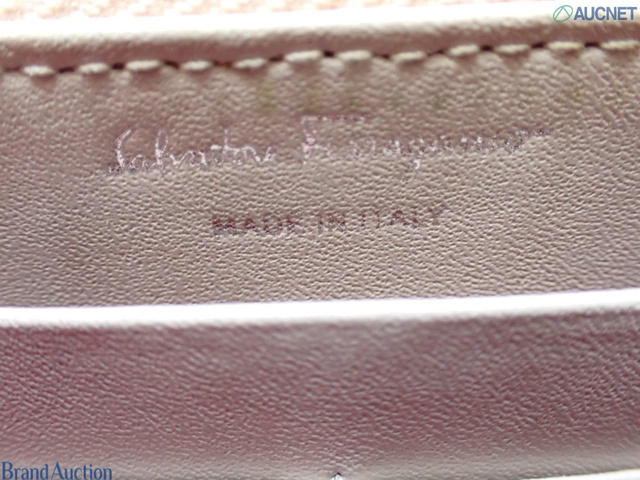 AUCNET
Salvatore Ferragamo
MADE IN ITALY
Brand Auction